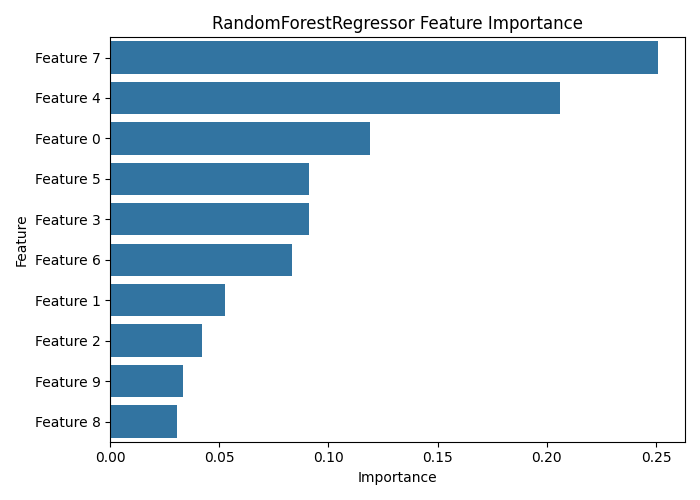 RandomForestRegressor Feature Importance
Feature 7
Feature 4
Feature 0
Feature 5
Feature 3
Feature 6
Feature 1
Feature 2
Feature 9
Feature 8
Feature
0.00 0.05 0.10 0.15 0.20 0.25
Importance